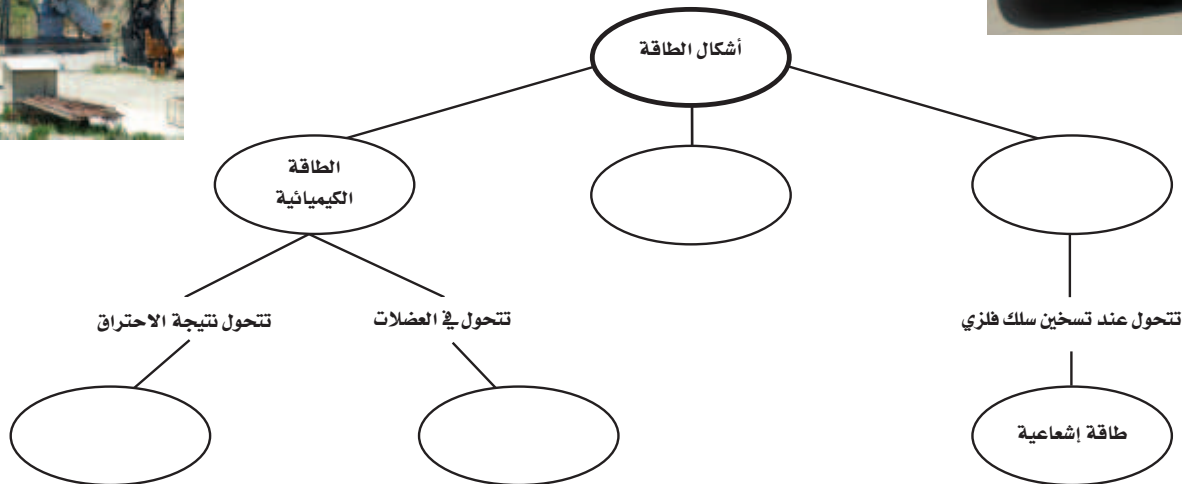 أشكال الطاقة
الطاقة
الكيميائية
تتحول عند تسخين سلك فلزي
تتحول في العضلات
تتحول نتيجة الاحتراق
طاقة إشعاعية